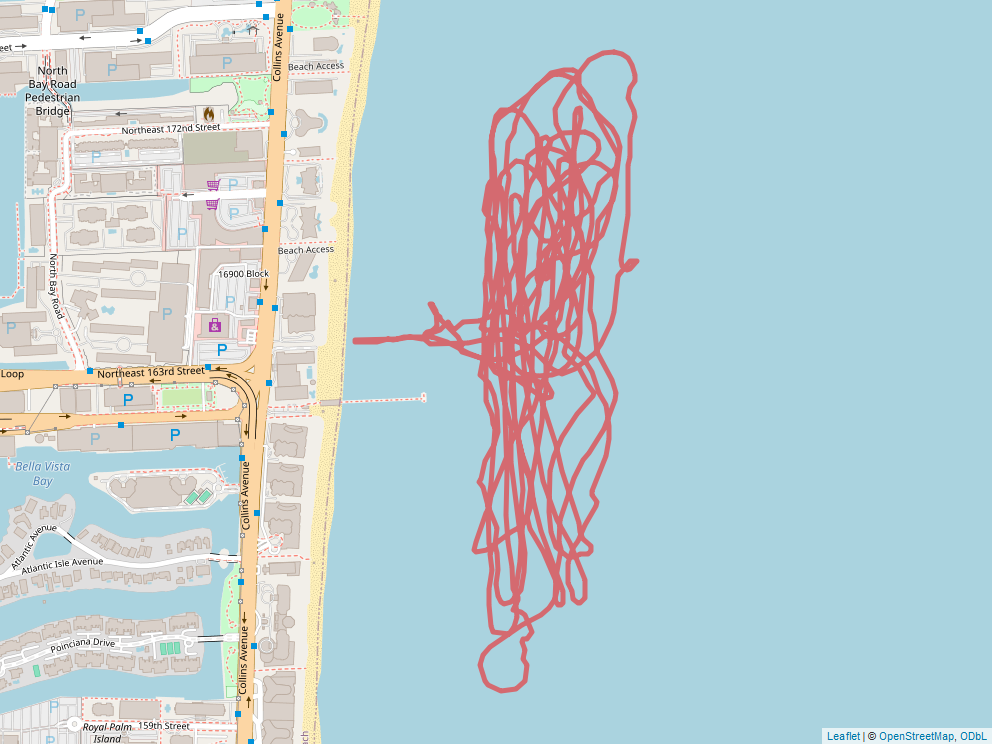 P
eet
P
P
P
Collins Avenue
Beach Access
North
Bay Road
Pedestrian
Bridge
Northeast 172nd Street
P
P
P
P
Beach Access
16900 Block
North Bay Road
P
P
P
P
Loop
Northeast 163rd Street
P
P
P
Bella Vista
Bay
Collins Avenue
Atlantic Avenue
Atlantic Isle Avenue
Poinciana Drive
Collins Avenue
P
Royal Palm
Island
159th Street
each
Leaflet | © OpenStreetMap, ODbL